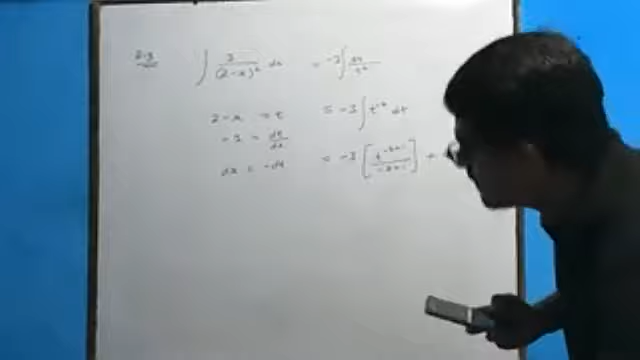 ∫ 3/(2-x)² dx = -3∫ dt/t²
2-x = t = -3∫ t⁻² dt
-1 = dt/dx
dx = -dt = -3 [t⁻²⁺¹/-2+1] +